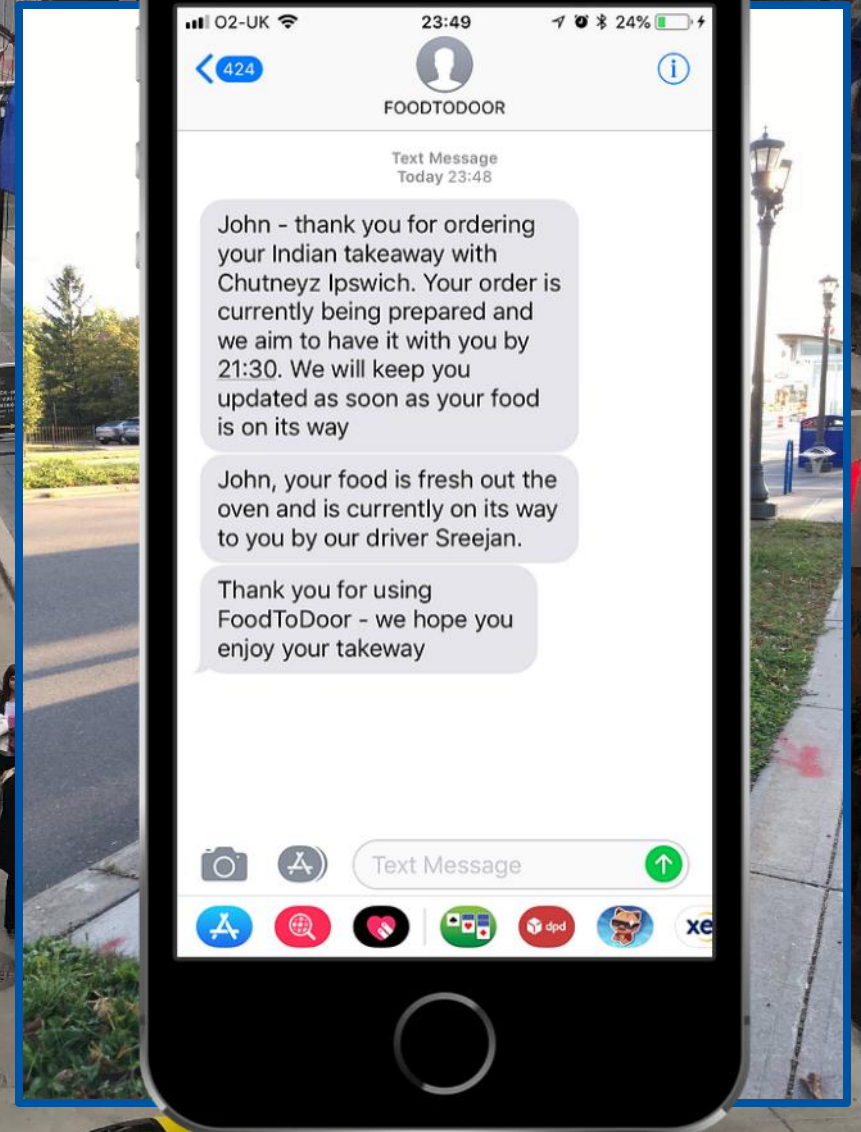 O2-UK 23:49 24%
424
FOODTODOOR
Text Message
Today 23:48
John - thank you for ordering
your Indian takeaway with
Chutneyz Ipswich. Your order is
currently being prepared and
we aim to have it with you by
21:30. We will keep you
updated as soon as your food
is on its way
John, your food is fresh out the
oven and is currently on its way
to you by our driver Sreejan.
Thank you for using
FoodToDoor - we hope you
enjoy your takeway
Text Message
dpd
xe